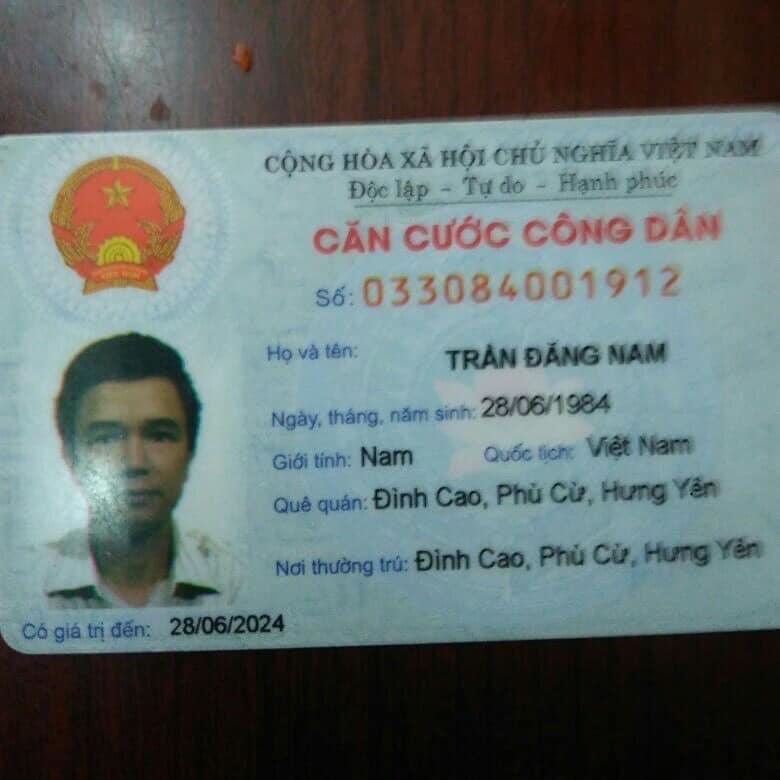 CỘNG HÒA XÃ HỘI CHỦ NGHĨA VIỆT NAM
Độc lập - Tự do - Hạnh phúc
CĂN CƯỚC CÔNG DÂN
Số: 033084001912
Họ và tên: TRẦN ĐĂNG NAM
Ngày, tháng, năm sinh: 28/06/1984
Giới tính: Nam Quốc tịch: Việt Nam
Quê quán: Đình Cao, Phù Cừ, Hưng Yên
Nơi thường trú: Đình Cao, Phù Cừ, Hưng Yên
Có giá trị đến: 28/06/2024